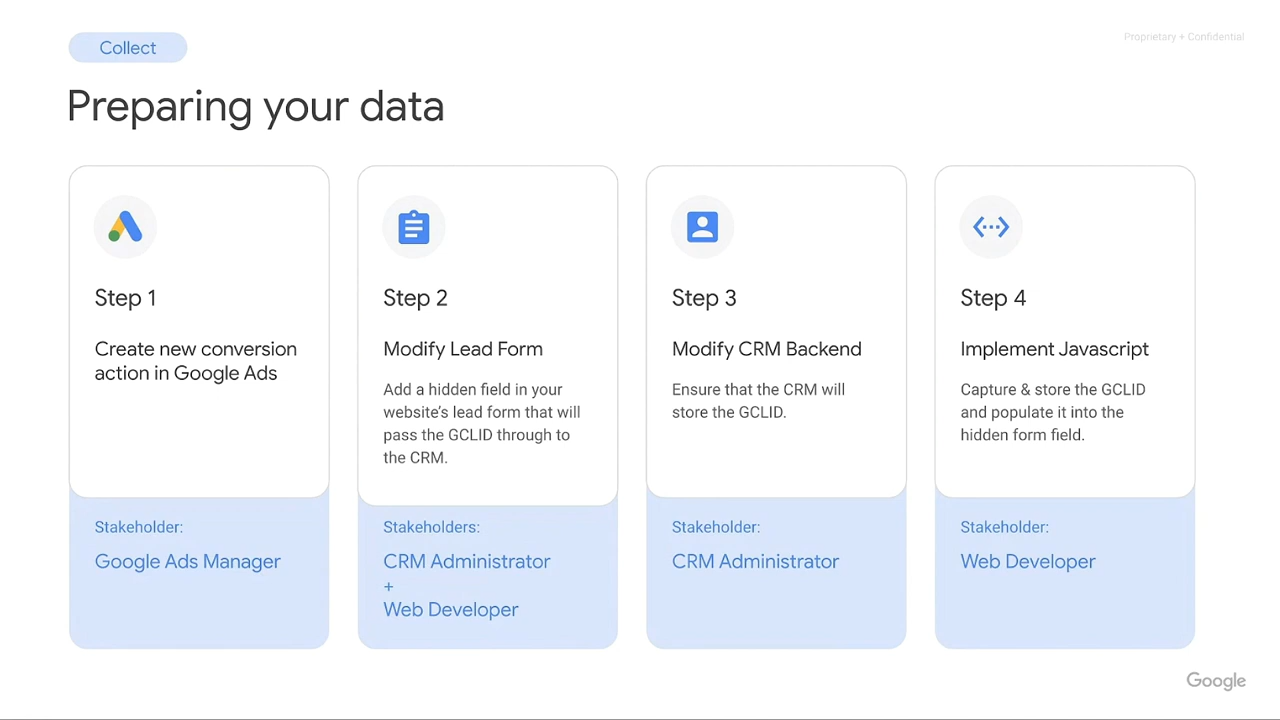 Collect
Proprietary + Confidential
Preparing your data
Step 1
Create new conversion
action in Google Ads
Stakeholder:
Google Ads Manager
Step 2
Modify Lead Form
Add a hidden field in your
website's lead form that will
pass the GCLID through to
the CRM.
Stakeholders:
CRM Administrator
+
Web Developer
Step 3
Modify CRM Backend
Ensure that the CRM will
store the GCLID.
Stakeholder:
CRM Administrator
Step 4
Implement Javascript
Capture & store the GCLID
and populate it into the
hidden form field.
Stakeholder:
Web Developer
Google